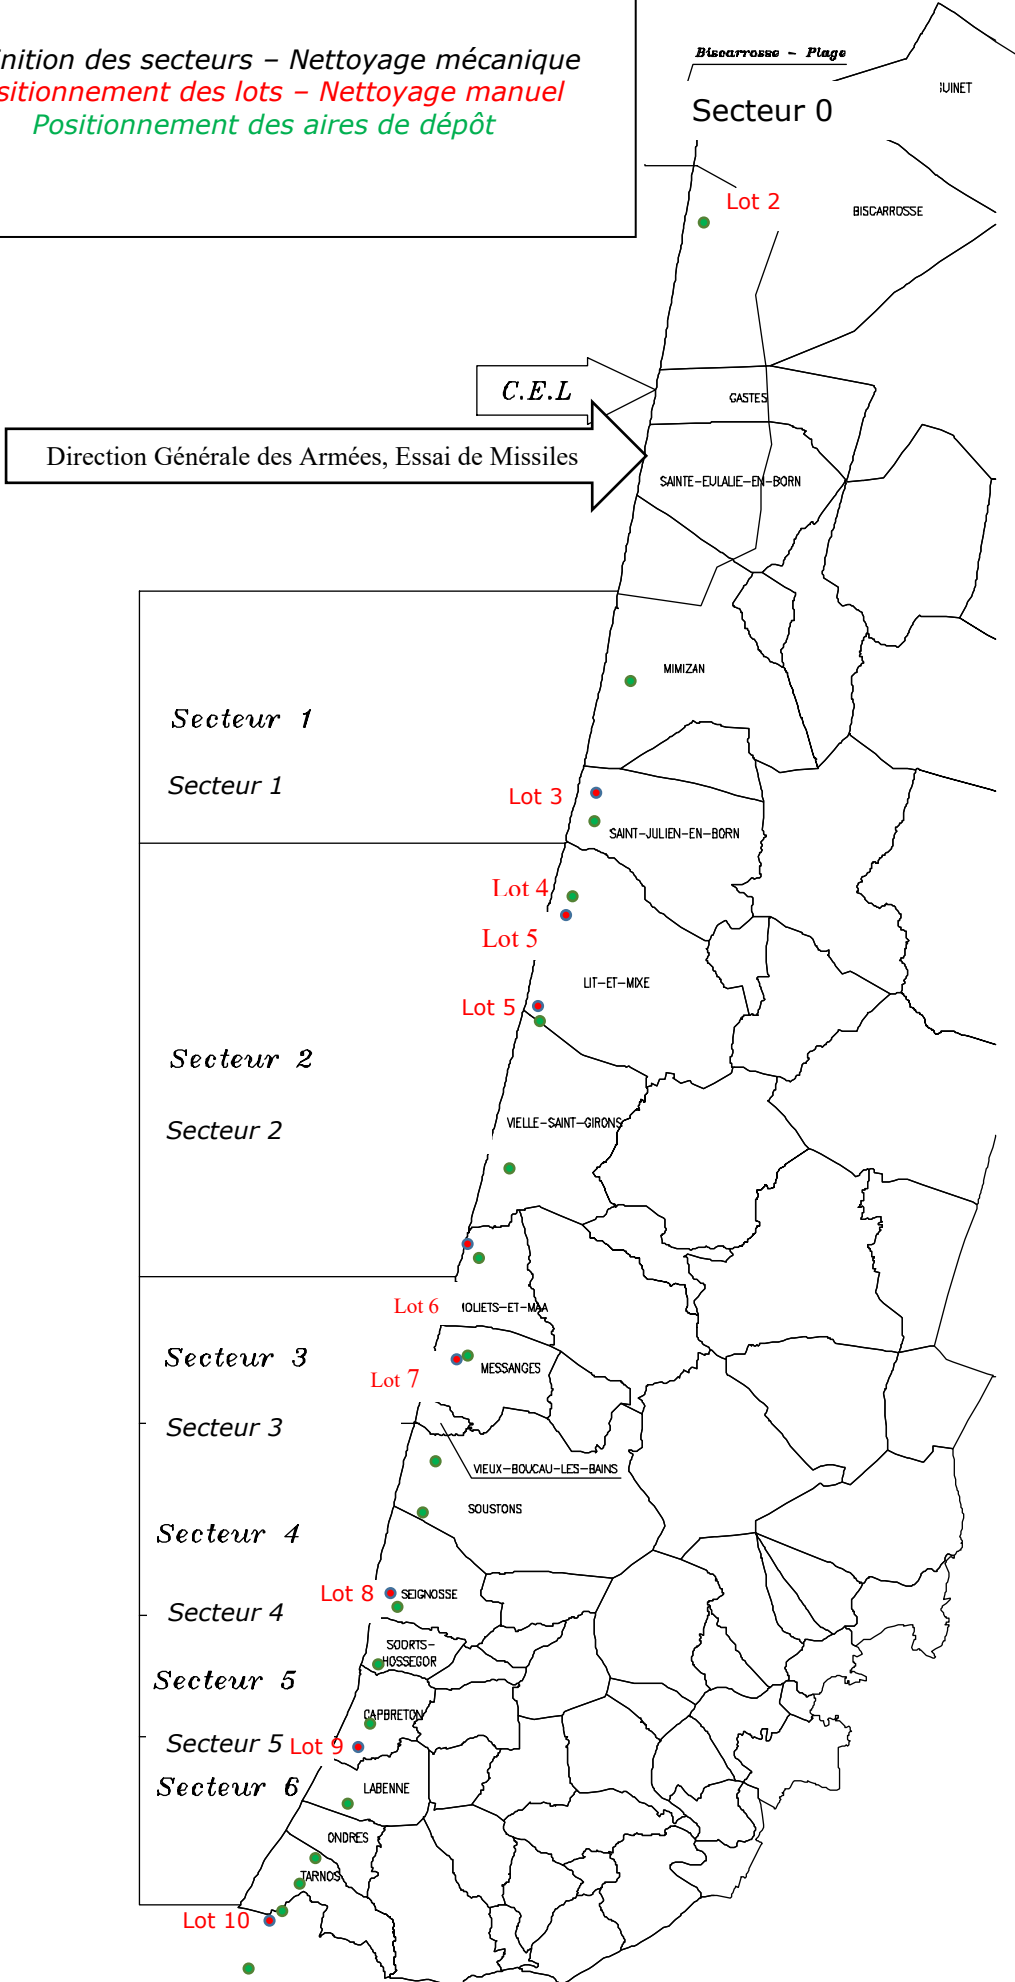 nition des secteurs – Nettoyage mécanique
sitionnement des lots – Nettoyage manuel
Positionnement des aires de dépôt
Biscarrosse - Plage
UINET
Secteur 0
Lot 2
BISCARROSSE
C.E.L
GASTES
Direction Générale des Armées, Essai de Missiles
SAINTE-EULALIE-EN-BORN
MIMIZAN
Secteur 1
Secteur 1
Lot 3
SAINT-JULIEN-EN-BORN
Lot 4
Lot 5
LIT-ET-MIXE
Lot 5
Secteur 2
Secteur 2
VIELLE-SAINT-GIRONS
Lot 6
OLIETS-ET-MAA
Secteur 3
MESSANGES
Lot 7
Secteur 3
VIEUX-BOUCAU-LES-BAINS
SOUSTONS
Secteur 4
Lot 8
SEIGNOSSE
Secteur 4
SOORTS-
HOSSEGOR
Secteur 5
CAPBRETON
Secteur 5
Lot 9
Secteur 6
LABENNE
ONDRES
TARNOS
Lot 10